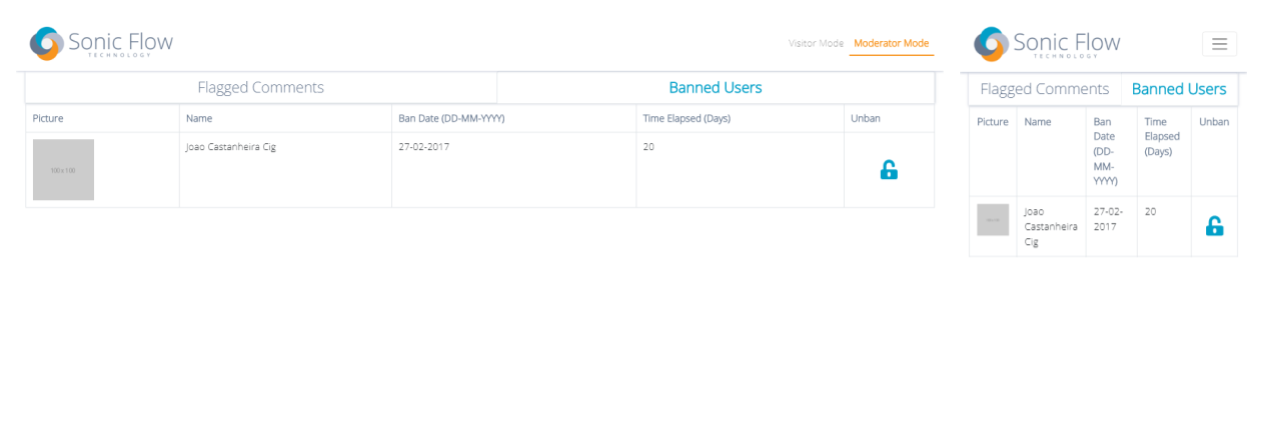 Sonic Flow
TECHNOLOGY
Visitor Mode Moderator Mode
Flagged Comments Banned Users
Picture Name Ban Date (DD-MM-YYYY) Time Elapsed (Days) Unban
100 x 100 Joao Castanheira Cig 27-02-2017 20
Sonic Flow
TECHNOLOGY
Flagged Comments Banned Users
Picture Name Ban Time Unban
Date Elapsed
(DD- (Days)
MM-
YYYY)
Joao 27-02- 20
Castanheira 2017
Cig